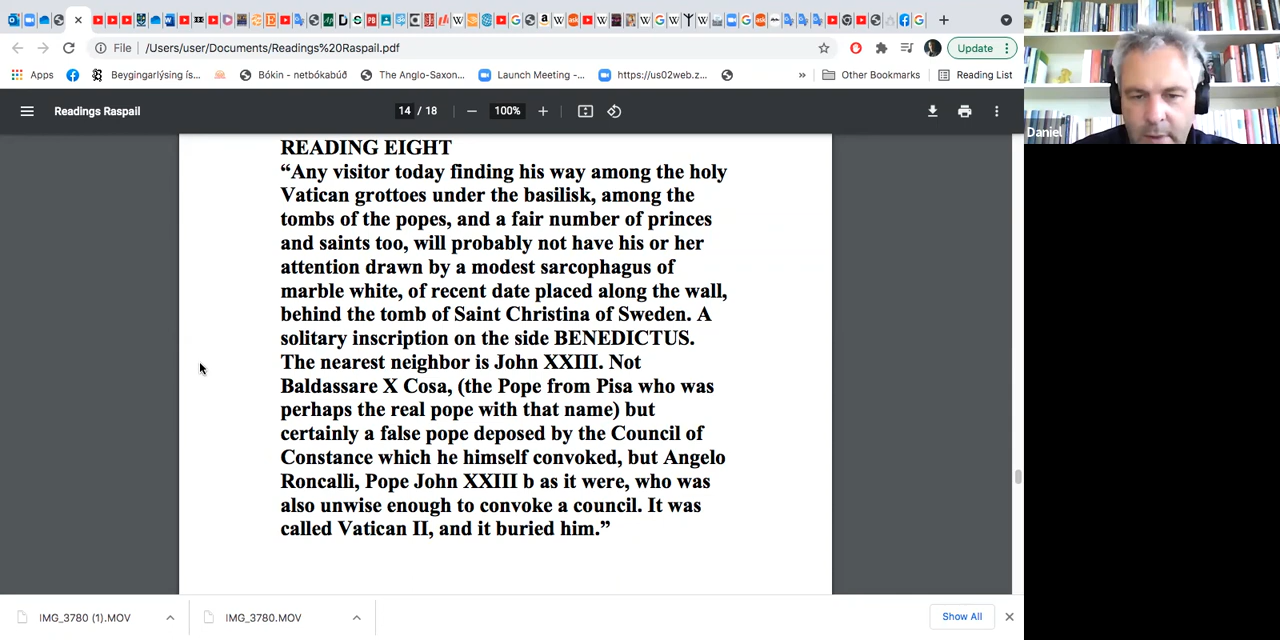 File
/Users/user/Documents/Readings%20Raspail.pdf
Update
Apps
Beygingarlýsing ís...
Bókin - netbókabúð
The Anglo-Saxon...
Launch Meeting -...
https://us02web.z...
»
Other Bookmarks
Reading List
Readings Raspail
14 / 18
100%
Daniel
READING EIGHT
“Any visitor today finding his way among the holy
Vatican grottoes under the basilisk, among the
tombs of the popes, and a fair number of princes
and saints too, will probably not have his or her
attention drawn by a modest sarcophagus of
marble white, of recent date placed along the wall,
behind the tomb of Saint Christina of Sweden. A
solitary inscription on the side BENEDICTUS.
The nearest neighbor is John XXIII. Not
Baldassare X Cosa, (the Pope from Pisa who was
perhaps the real pope with that name) but
certainly a false pope deposed by the Council of
Constance which he himself convoked, but Angelo
Roncalli, Pope John XXIII b as it were, who was
also unwise enough to convoke a council. It was
called Vatican II, and it buried him.”
IMG_3780 (1).MOV
IMG_3780.MOV
Show All